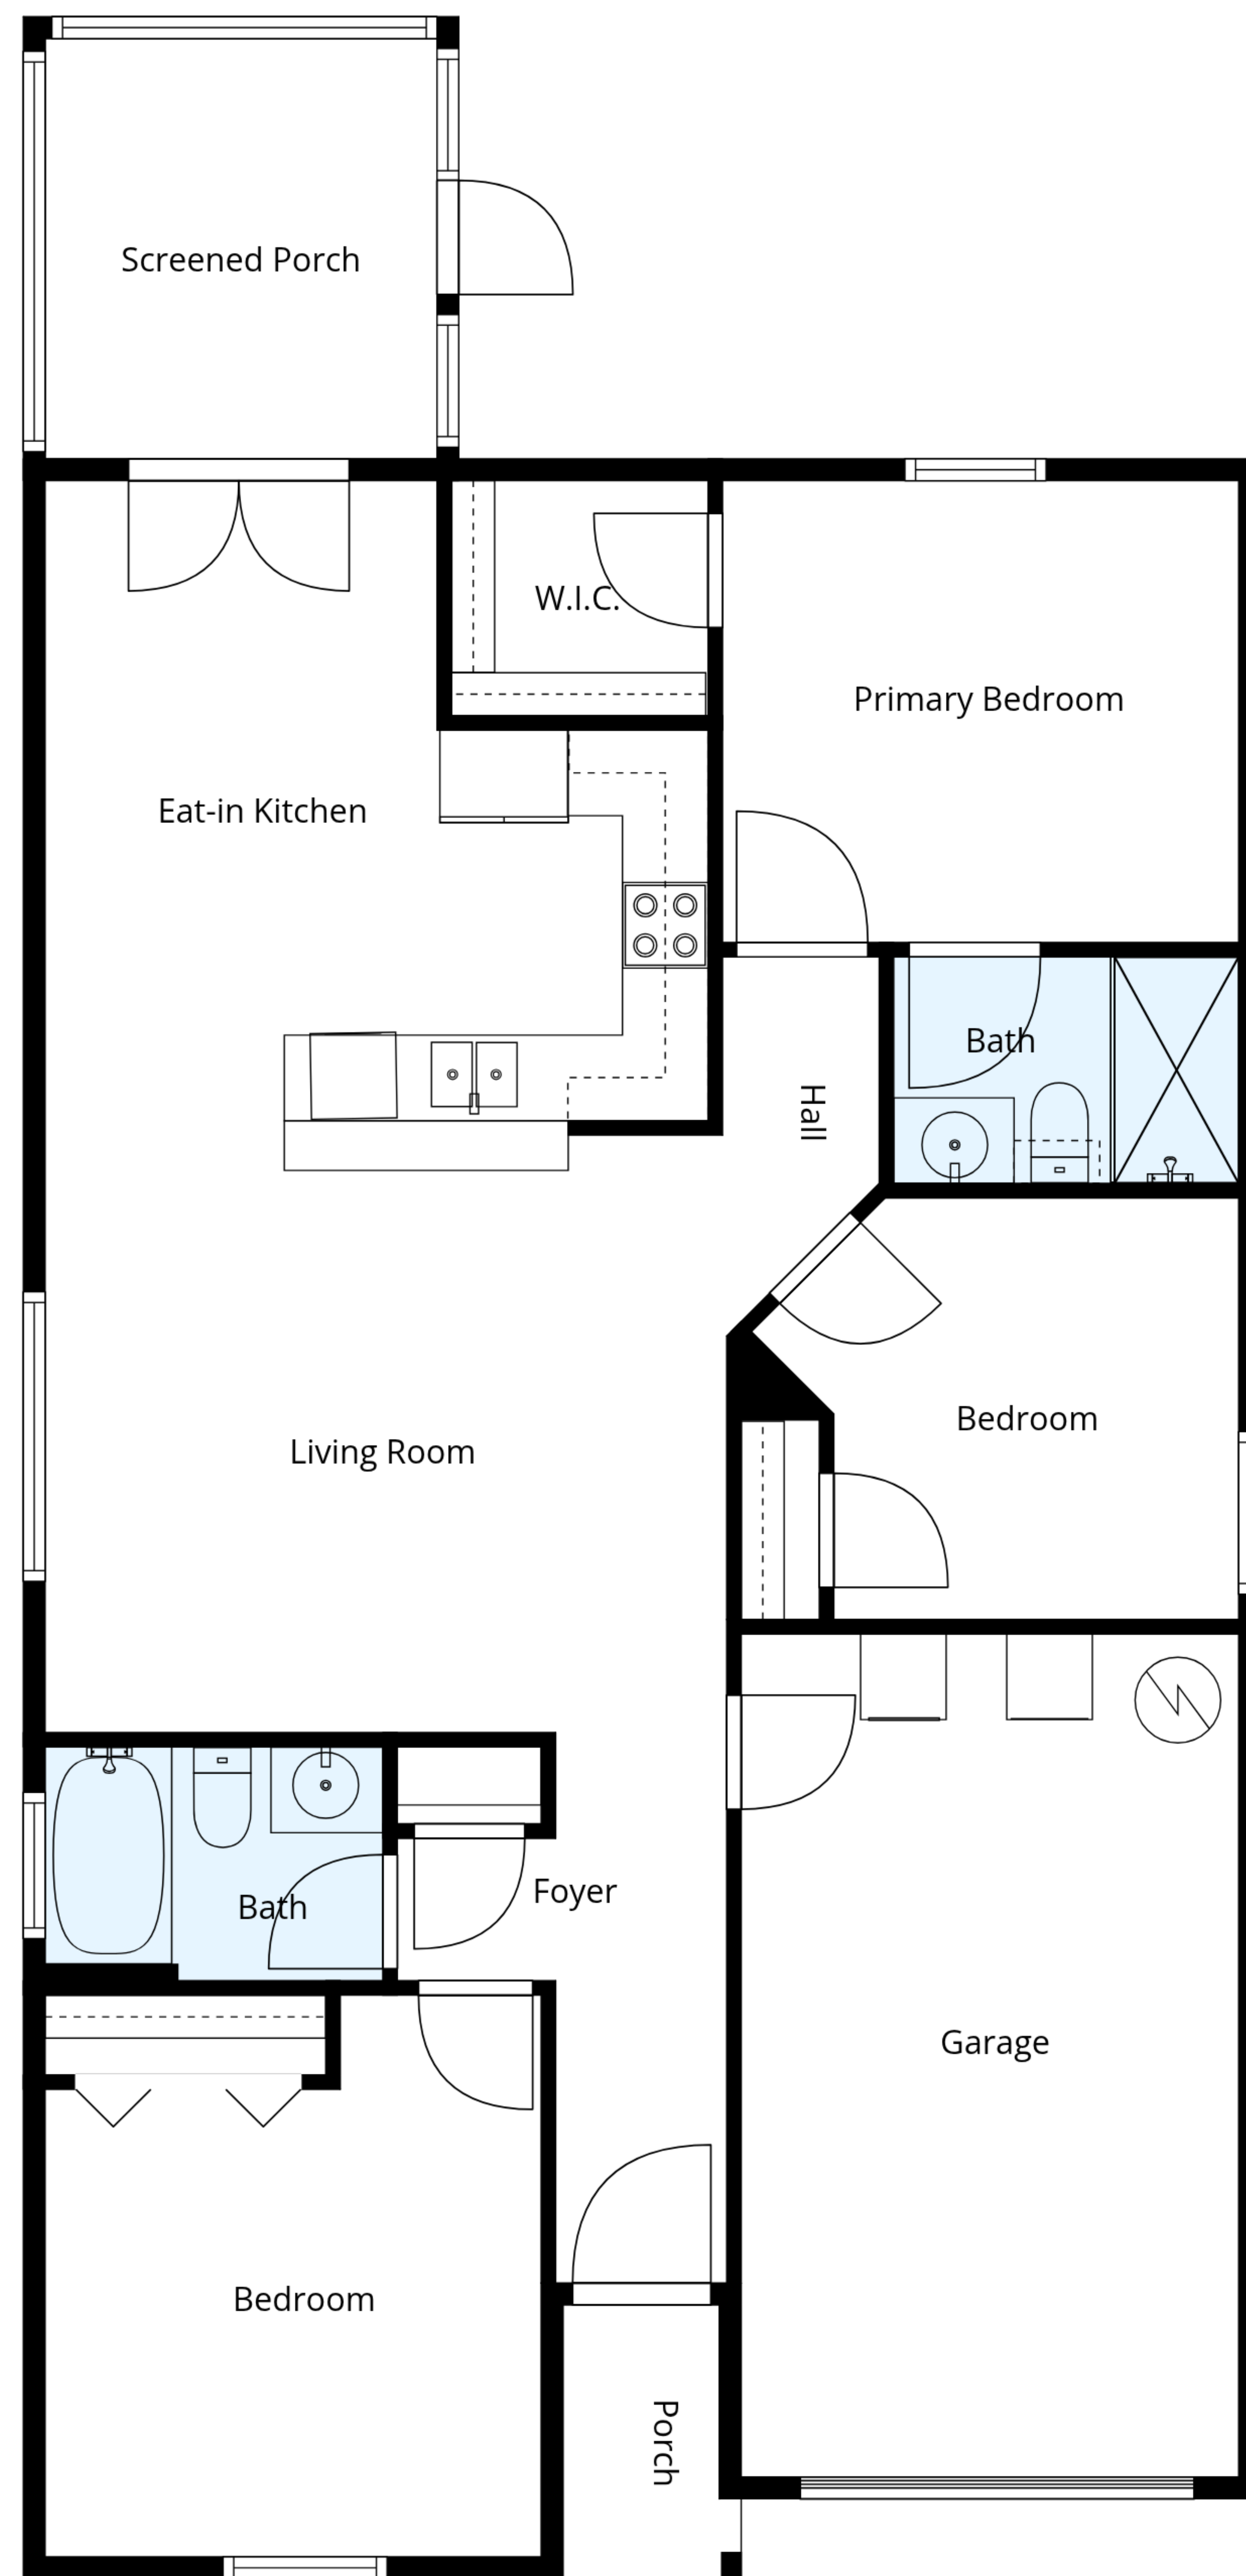 Screened Porch
W.I.C.
Primary Bedroom
Eat-in Kitchen
Bath
Hall
Bedroom
Living Room
Foyer
Bath
Garage
Bedroom
Porch